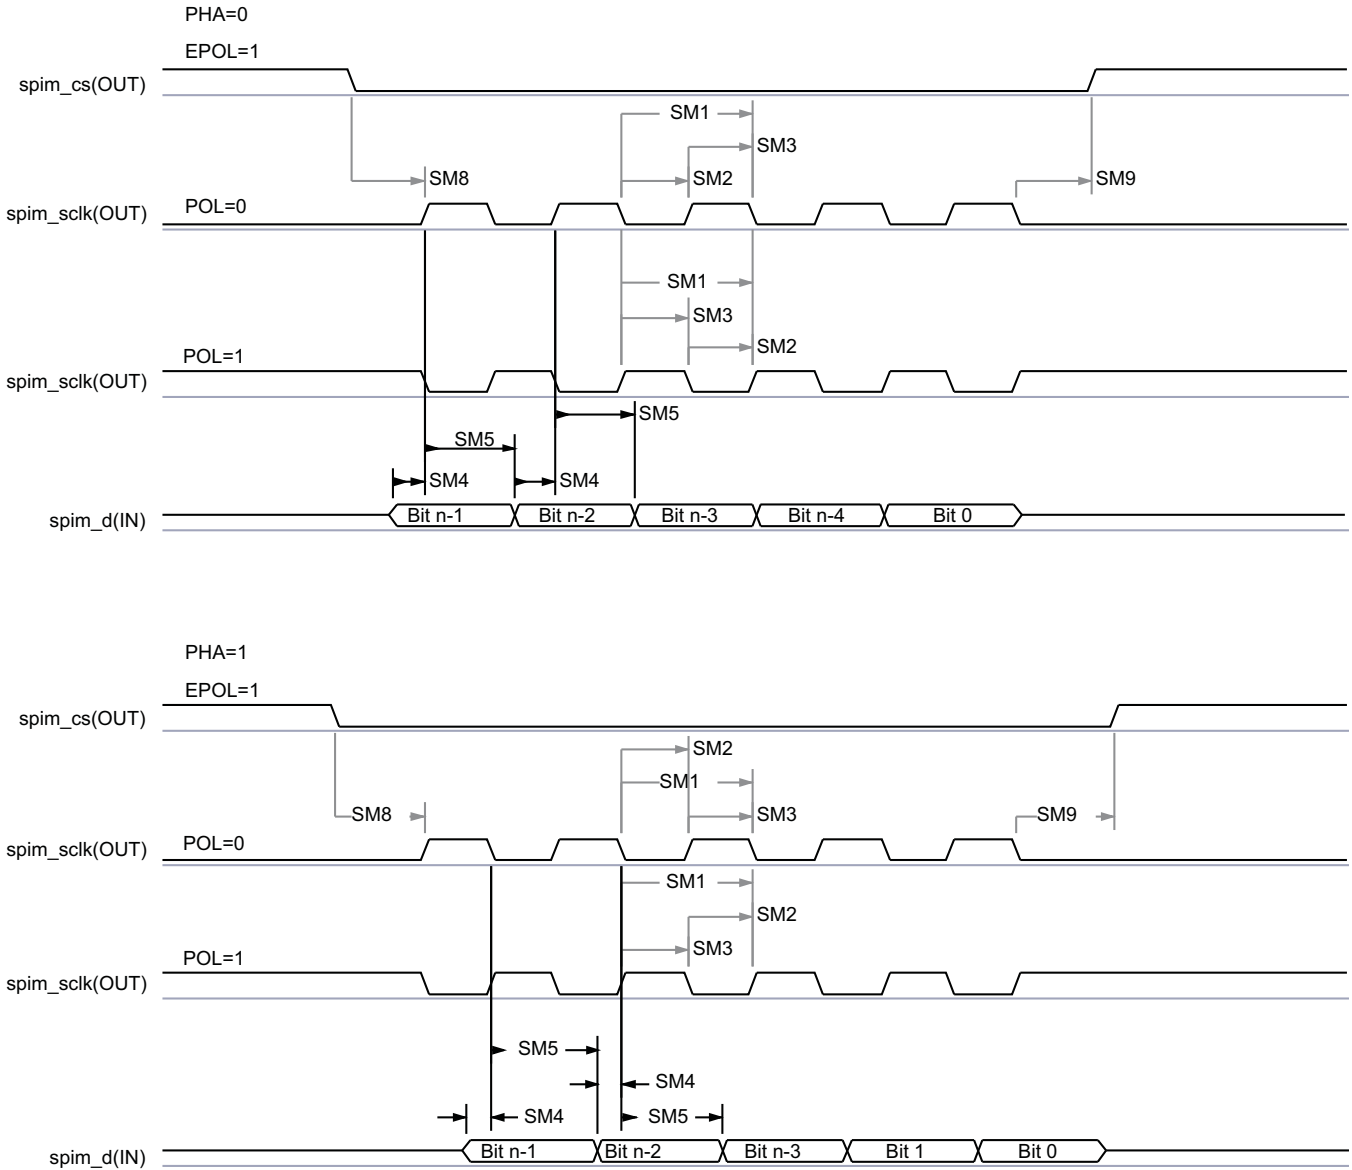 PHA=0
EPOL=1
spim_cs(OUT)
SM1
SM3
SM8
SM2
SM9
spim_sclk(OUT)
POL=0
SM1
SM3
SM2
POL=1
spim_sclk(OUT)
SM5
SM5
SM4
SM4
spim_d(IN)
Bit n-1
Bit n-2
Bit n-3
Bit n-4
Bit 0
PHA=1
EPOL=1
spim_cs(OUT)
SM2
SM1
SM8
SM3
SM9
POL=0
spim_sclk(OUT)
SM1
SM2
SM3
POL=1
spim_sclk(OUT)
SM5
SM4
SM4
SM5
spim_d(IN)
Bit n-1
Bit n-2
Bit n-3
Bit 1
Bit 0